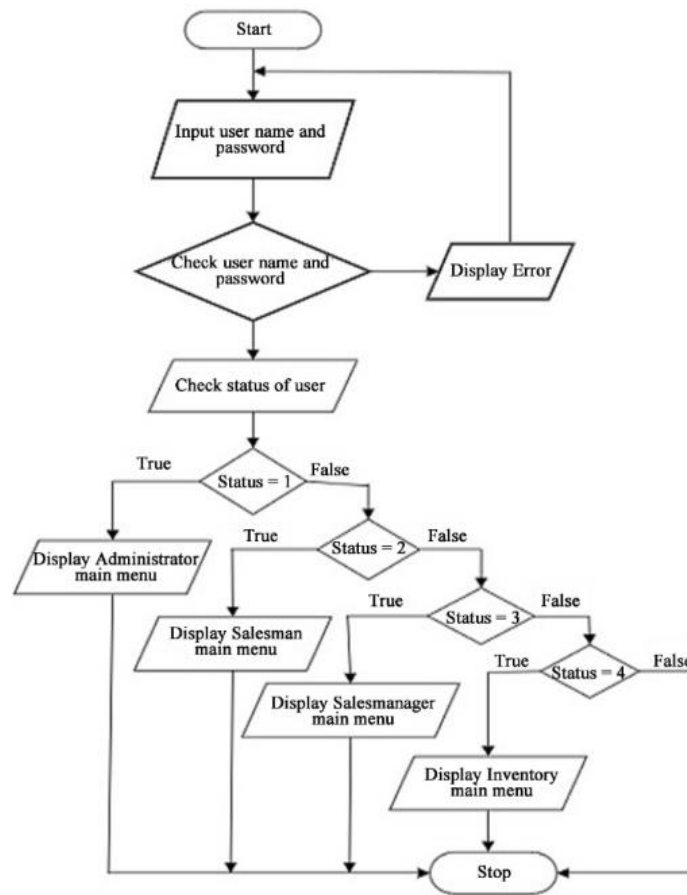 Start
Input user name and
password
Check user name and
password
Display Error
Check status of user
True
Status = 1
False
Display Administrator
main menu
True
Status = 2
False
Display Salesman
main menu
True
Status = 3
False
Display Salesmanager
main menu
True
Status = 4
False
Display Inventory
main menu
Stop